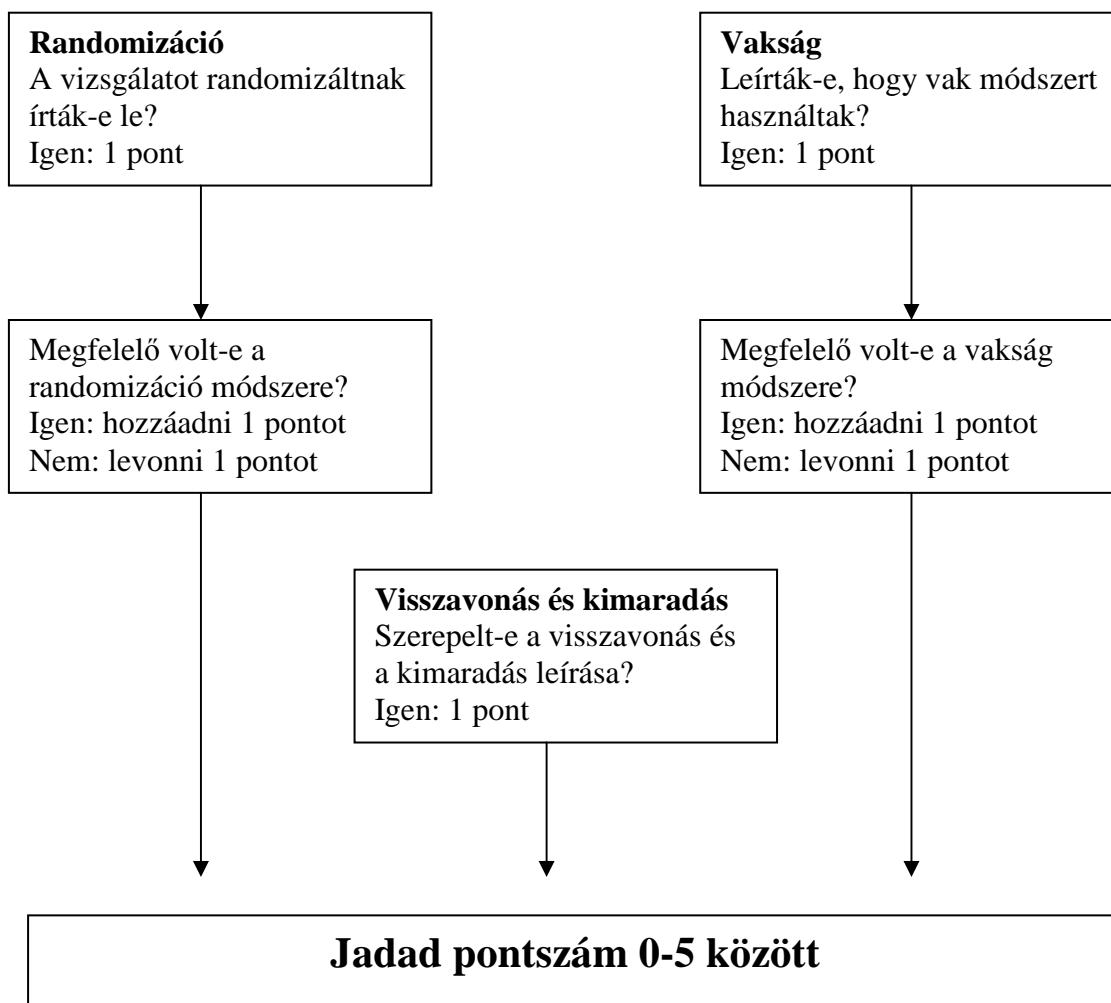 Randomizáció
A vizsgálatot randomizáltnak
írták-e le?
Igen: 1 pont
Vakság
Leírták-e, hogy vak módszert
használtak?
Igen: 1 pont
Megfelelő volt-e a
randomizáció módszere?
Igen: hozzáadni 1 pontot
Nem: levonni 1 pontot
Megfelelő volt-e a vakság
módszere?
Igen: hozzáadni 1 pontot
Nem: levonni 1 pontot
Visszavonás és kimaradás
Szerepelt-e a visszavonás és
a kimaradás leírása?
Igen: 1 pont
Jadad pontszám 0-5 között